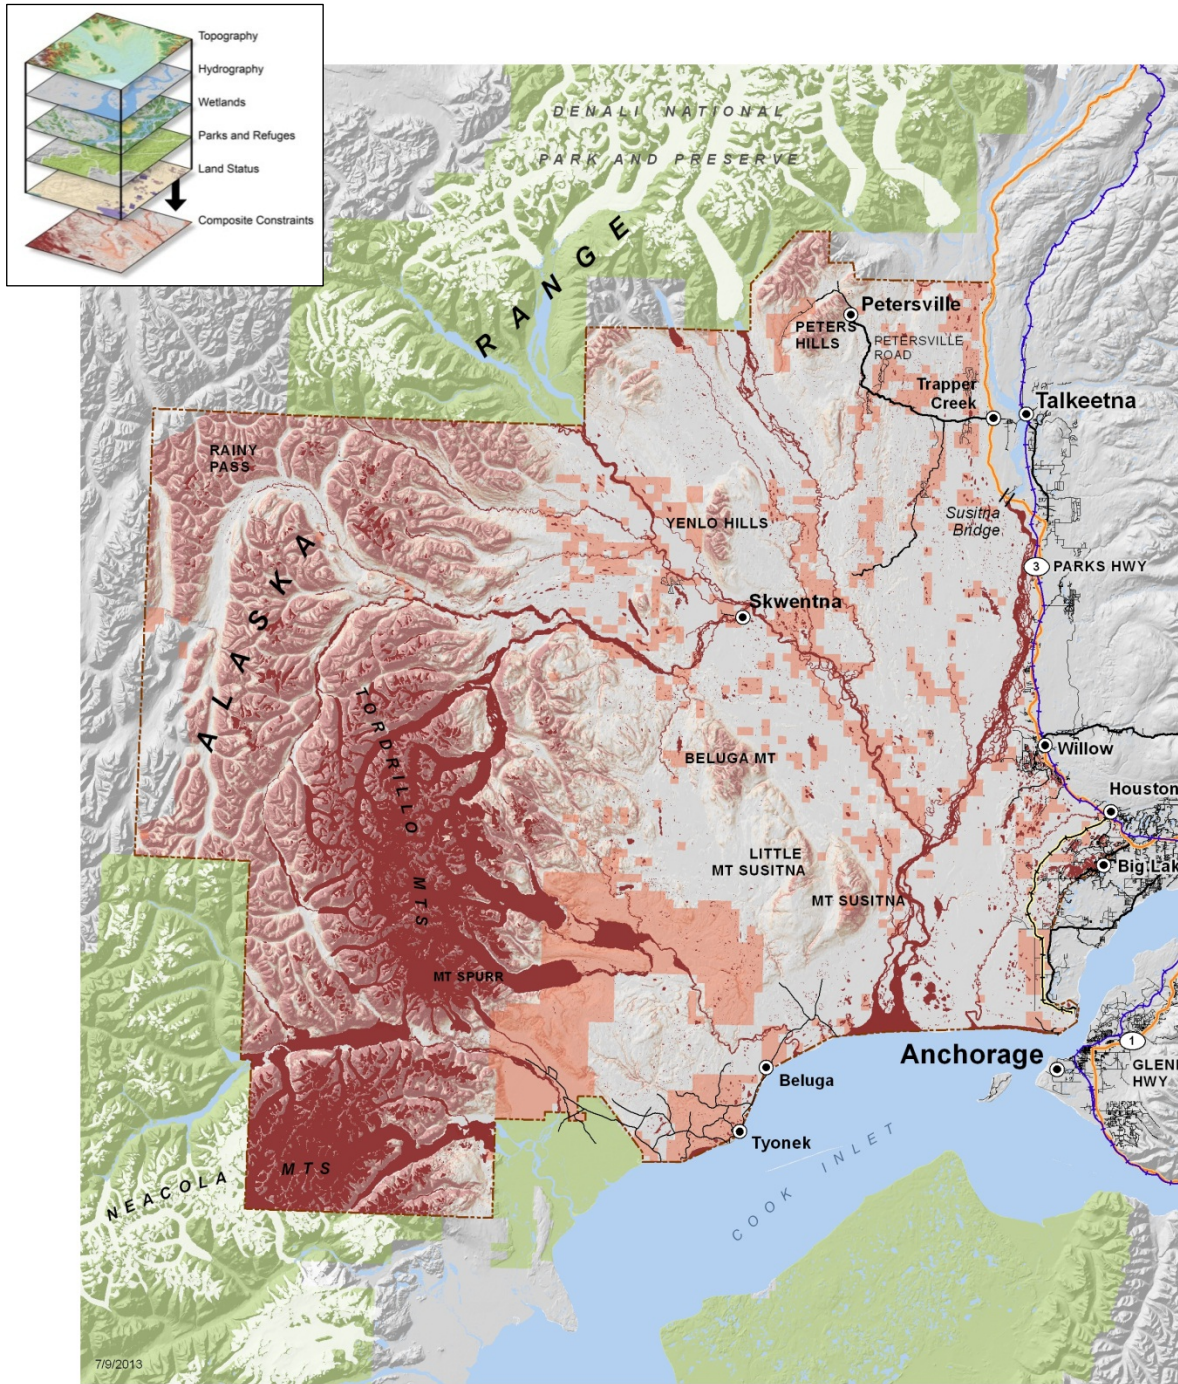 Topography
Hydrography
Wetlands
Parks and Refuges
Land Status
Composite Constraints
DENALI NATIONAL
PARK AND PRESERVE
RANGE
Petersville
PETERS
HILLS
PETERSVILLE
ROAD
Trapper
Creek
Talkeetna
RAINY
PASS
ALASKA
YENLO HILLS
Susitna
Bridge
3
PARKS HWY
Skwentna
TORDRILLO MTS
BELUGA MT
Willow
Houston
LITTLE
MT SUSITNA
Big Lak
MT SUSITNA
MT SPURR
Anchorage
1
GLEN
HWY
Beluga
Tyonek
COOK INLET
NEACOLA
MTS
7/9/2013